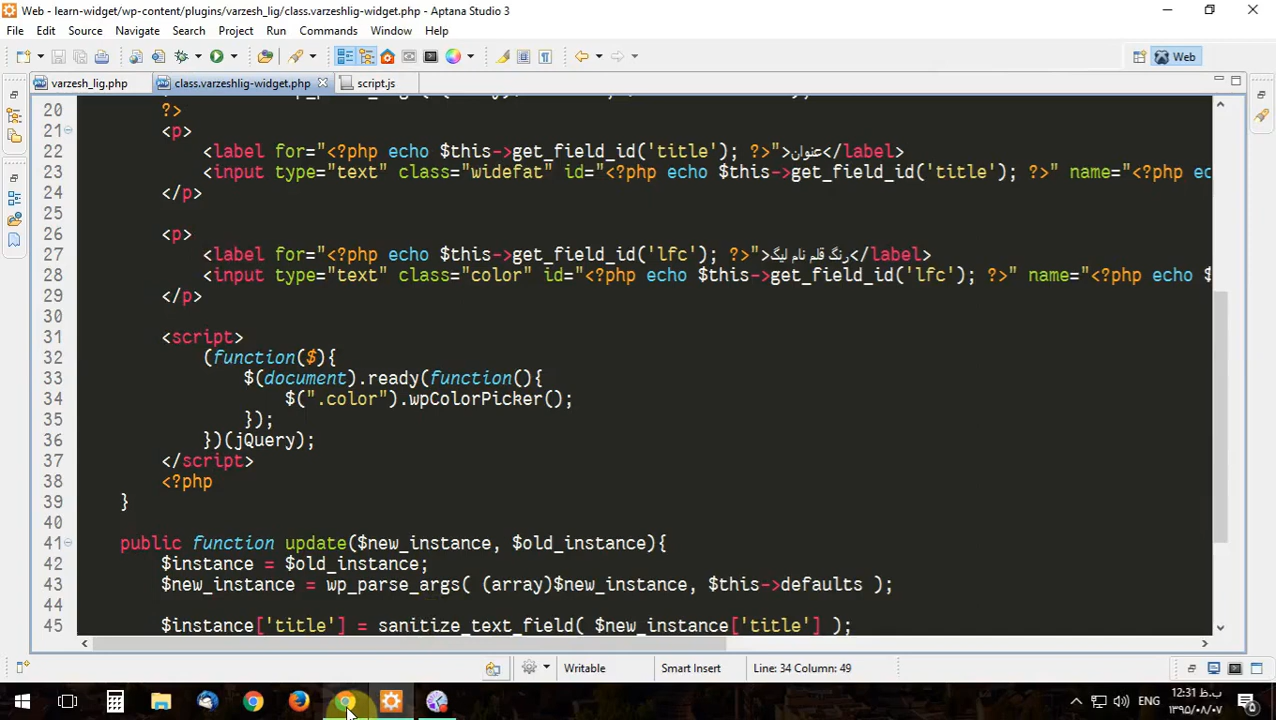 Web - learn-widget/wp-content/plugins/varzesh_lig/class.varzeshlig-widget.php - Aptana Studio 3
File Edit Source Navigate Search Project Run Commands Window Help
Web
varzesh_lig.php class.varzeshlig-widget.php script.js
20 ?>
21 <p>
22 <label for="<?php echo $this->get_field_id('title'); ?>">عنوان</label>
23 <input type="text" class="widefat" id="<?php echo $this->get_field_id('title'); ?>" name="<?php ec
24 </p>
25
26 <p>
27 <label for="<?php echo $this->get_field_id('lfc'); ?>">رنگ قلم نام لیگ</label>
28 <input type="text" class="color" id="<?php echo $this->get_field_id('lfc'); ?>" name="<?php echo $
29 </p>
30
31 <script>
32 (function($){
33 $(document).ready(function(){
34 $(".color").wpColorPicker();
35 });
36 })(jQuery);
37 </script>
38 <?php
39 }
40
41 public function update($new_instance, $old_instance){
42 $instance = $old_instance;
43 $new_instance = wp_parse_args( (array)$new_instance, $this->defaults );
44
45 $instance['title'] = sanitize_text_field( $new_instance['title'] );
Writable Smart Insert Line: 34 Column: 49
ENG 12:31 ب.ظ
۱۳۹۵/۰۸/۰۷